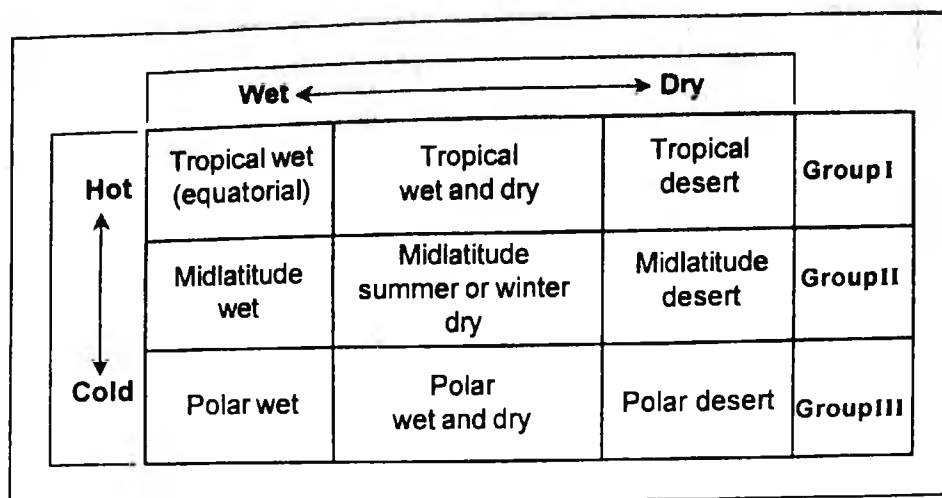 Wet Dry
Hot
Cold
Tropical wet
(equatorial)
Tropical
wet and dry
Tropical
desert
Group I
Midlatitude
wet
Midlatitude
summer or winter
dry
Midlatitude
desert
Group II
Polar wet
Polar
wet and dry
Polar desert
Group III